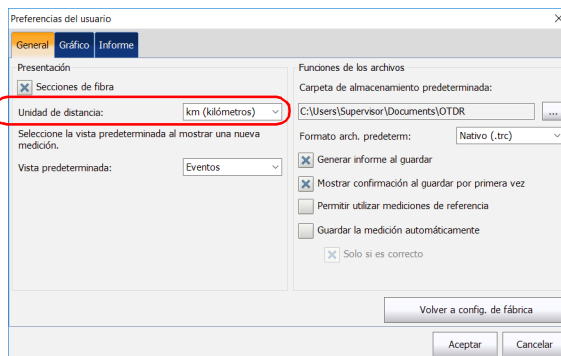 Preferencias del usuario
General Gráfico Informe
Presentación
Secciones de fibra
Unidad de distancia: km (kilómetros)
Seleccione la vista predeterminada al mostrar una nueva
medición.
Vista predeterminada: Eventos
Funciones de los archivos
Carpeta de almacenamiento predeterminada:
C:\Users\Supervisor\Documents\OTDR ...
Formato arch. predeterm: Nativo (.trc)
Generar informe al guardar
Mostrar confirmación al guardar por primera vez
Permitir utilizar mediciones de referencia
Guardar la medición automáticamente
Solo si es correcto
Volver a config. de fábrica
Aceptar Cancelar